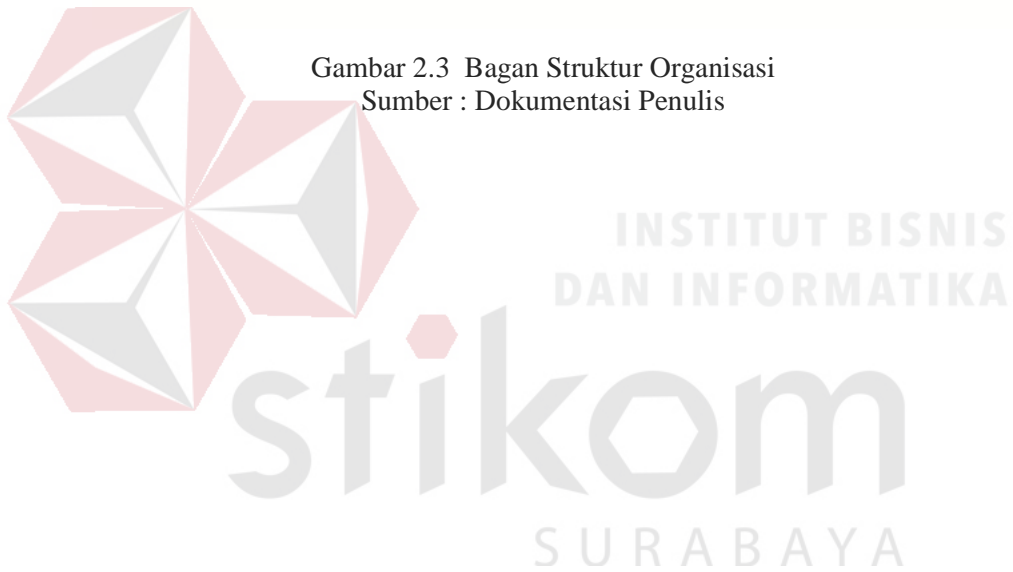 Gambar 2.3 Bagan Struktur Organisasi
Sumber : Dokumentasi Penulis
INSTITUT BISNIS
DAN INFORMATIKA
stikom
SURABAYA